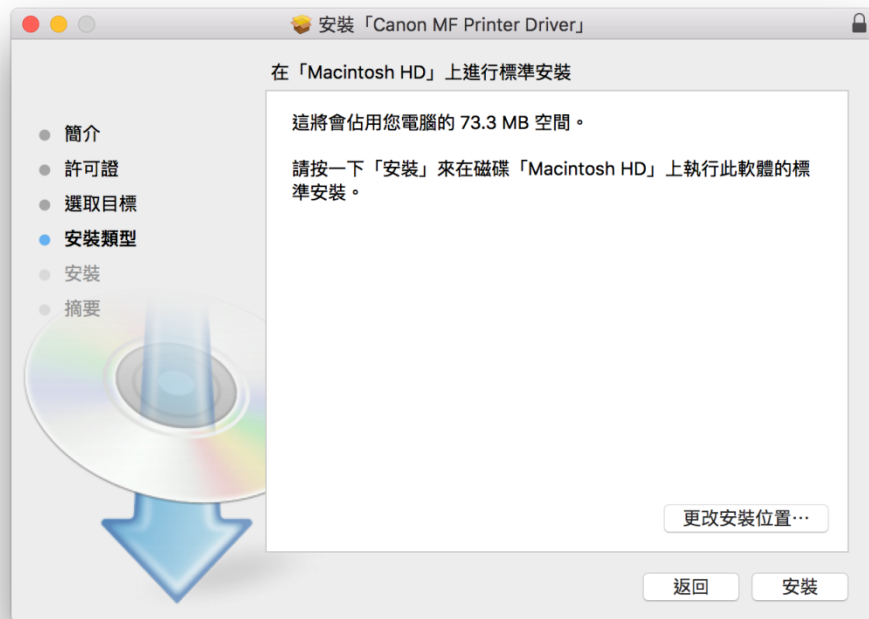 安裝「Canon MF Printer Driver」
在「Macintosh HD」上進行標準安裝
簡介
許可證
選取目標
安裝類型
安裝
摘要
這將會佔用您電腦的 73.3 MB 空間。
請按一下「安裝」來在磁碟「Macintosh HD」上執行此軟體的標
準安裝。
更改安裝位置⋯
返回
安裝